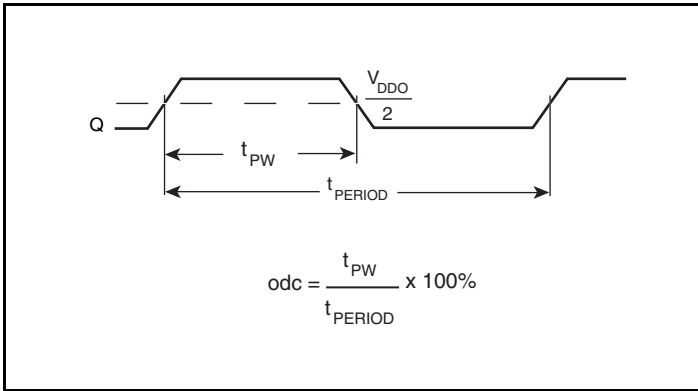 V_DDO
2
Q
t_PW
t_PERIOD
odc = t_PW x 100%
t_PERIOD